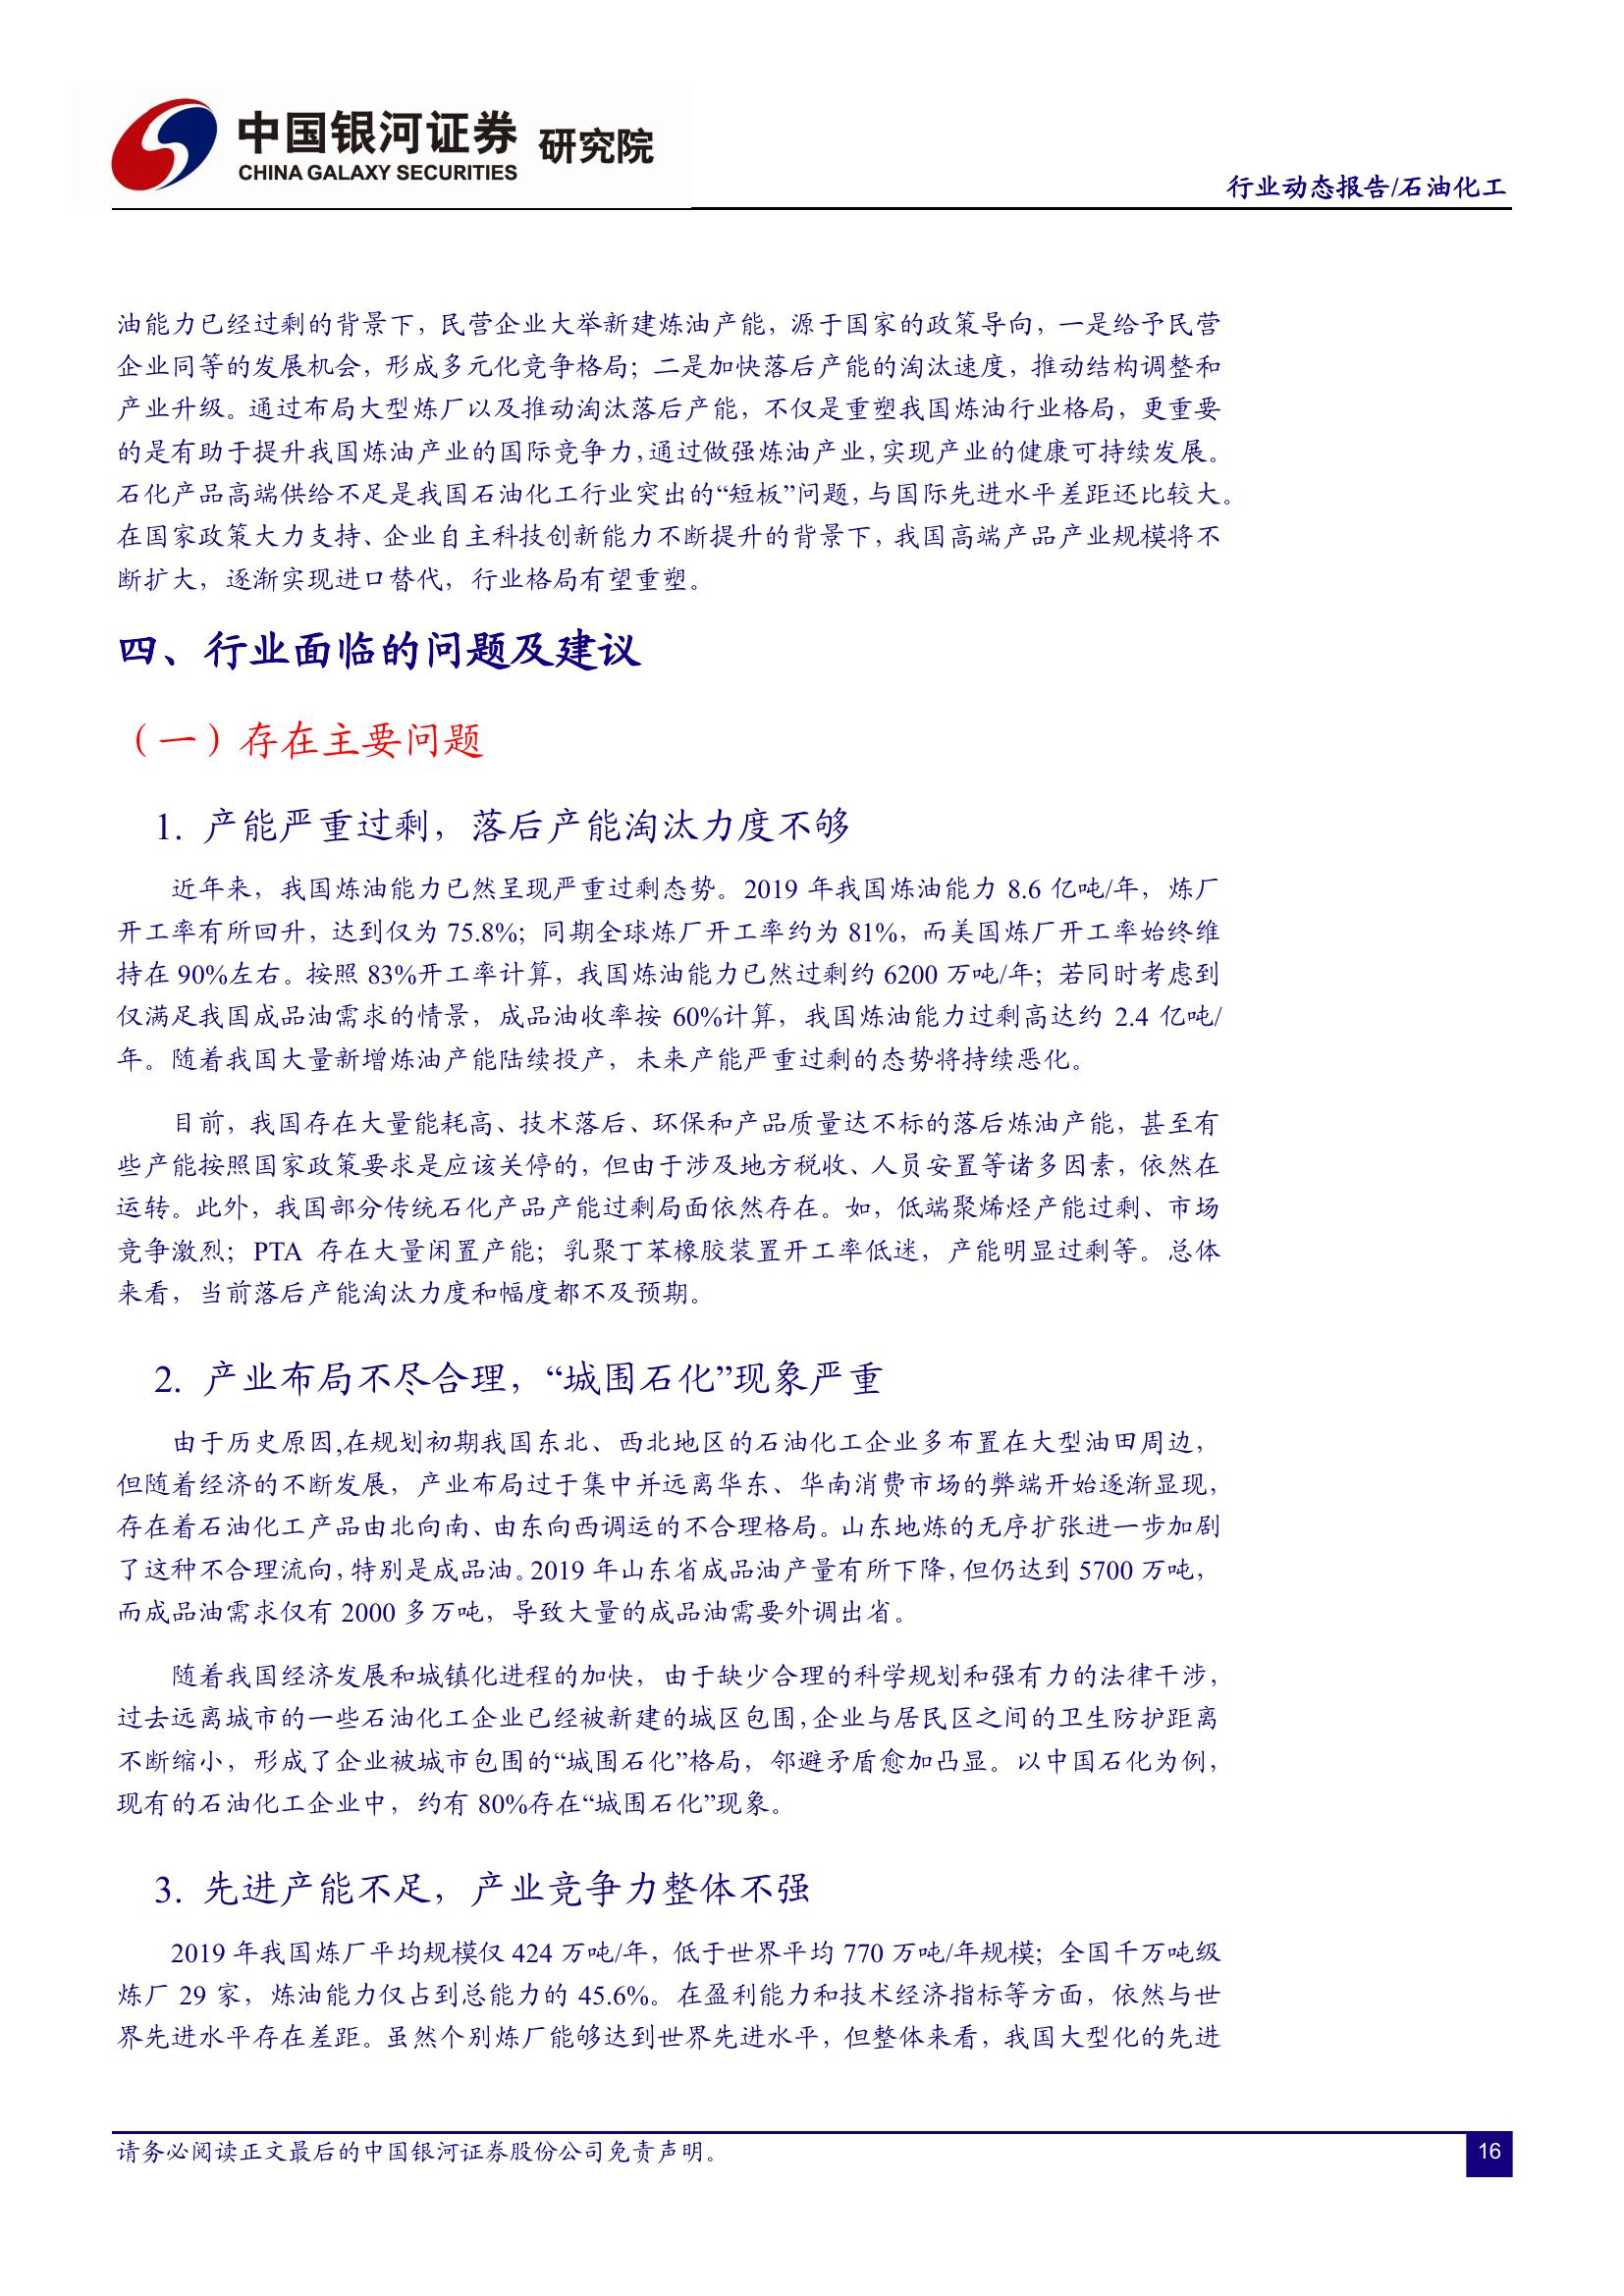 中国银河证券 研究院
CHINA GALAXY SECURITIES
行业动态报告/石油化工
油能力已经过剩的背景下，民营企业大举新建炼油产能，源于国家的政策导向，一是给予民营
企业同等的发展机会，形成多元化竞争格局；二是加快落后产能的淘汰速度，推动结构调整和
产业升级。通过布局大型炼厂以及推动淘汰落后产能，不仅是重塑我国炼油行业格局，更重要
的是有助于提升我国炼油产业的国际竞争力，通过做强炼油产业，实现产业的健康可持续发展。
石化产品高端供给不足是我国石油化工行业突出的“短板”问题，与国际先进水平差距还比较大。
在国家政策大力支持、企业自主科技创新能力不断提升的背景下，我国高端产品产业规模将不
断扩大，逐渐实现进口替代，行业格局有望重塑。
四、行业面临的问题及建议
（一）存在主要问题
1. 产能严重过剩，落后产能淘汰力度不够
近年来，我国炼油能力已然呈现严重过剩态势。2019 年我国炼油能力 8.6 亿吨/年，炼厂
开工率有所回升，达到仅为 75.8%；同期全球炼厂开工率约为 81%，而美国炼厂开工率始终维
持在 90%左右。按照 83%开工率计算，我国炼油能力已然过剩约 6200 万吨/年；若同时考虑到
仅满足我国成品油需求的情景，成品油收率按 60%计算，我国炼油能力过剩高达约 2.4 亿吨/
年。随着我国大量新增炼油产能陆续投产，未来产能严重过剩的态势将持续恶化。
目前，我国存在大量能耗高、技术落后、环保和产品质量达不标的落后炼油产能，甚至有
些产能按照国家政策要求是应该关停的，但由于涉及地方税收、人员安置等诸多因素，依然在
运转。此外，我国部分传统石化产品产能过剩局面依然存在。如，低端聚烯烃产能过剩、市场
竞争激烈；PTA 存在大量闲置产能；乳聚丁苯橡胶装置开工率低迷，产能明显过剩等。总体
来看，当前落后产能淘汰力度和幅度都不及预期。
2. 产业布局不尽合理，“城围石化”现象严重
由于历史原因,在规划初期我国东北、西北地区的石油化工企业多布置在大型油田周边，
但随着经济的不断发展，产业布局过于集中并远离华东、华南消费市场的弊端开始逐渐显现，
存在着石油化工产品由北向南、由东向西调运的不合理格局。山东地炼的无序扩张进一步加剧
了这种不合理流向，特别是成品油。2019 年山东省成品油产量有所下降，但仍达到 5700 万吨，
而成品油需求仅有 2000 多万吨，导致大量的成品油需要外调出省。
随着我国经济发展和城镇化进程的加快，由于缺少合理的科学规划和强有力的法律干涉，
过去远离城市的一些石油化工企业已经被新建的城区包围，企业与居民区之间的卫生防护距离
不断缩小，形成了企业被城市包围的“城围石化”格局，邻避矛盾愈加凸显。以中国石化为例，
现有的石油化工企业中，约有 80%存在“城围石化”现象。
3. 先进产能不足，产业竞争力整体不强
2019 年我国炼厂平均规模仅 424 万吨/年，低于世界平均 770 万吨/年规模；全国千万吨级
炼厂 29 家，炼油能力仅占到总能力的 45.6%。在盈利能力和技术经济指标等方面，依然与世
界先进水平存在差距。虽然个别炼厂能够达到世界先进水平，但整体来看，我国大型化的先进
请务必阅读正文最后的中国银河证券股份公司免责声明。
16